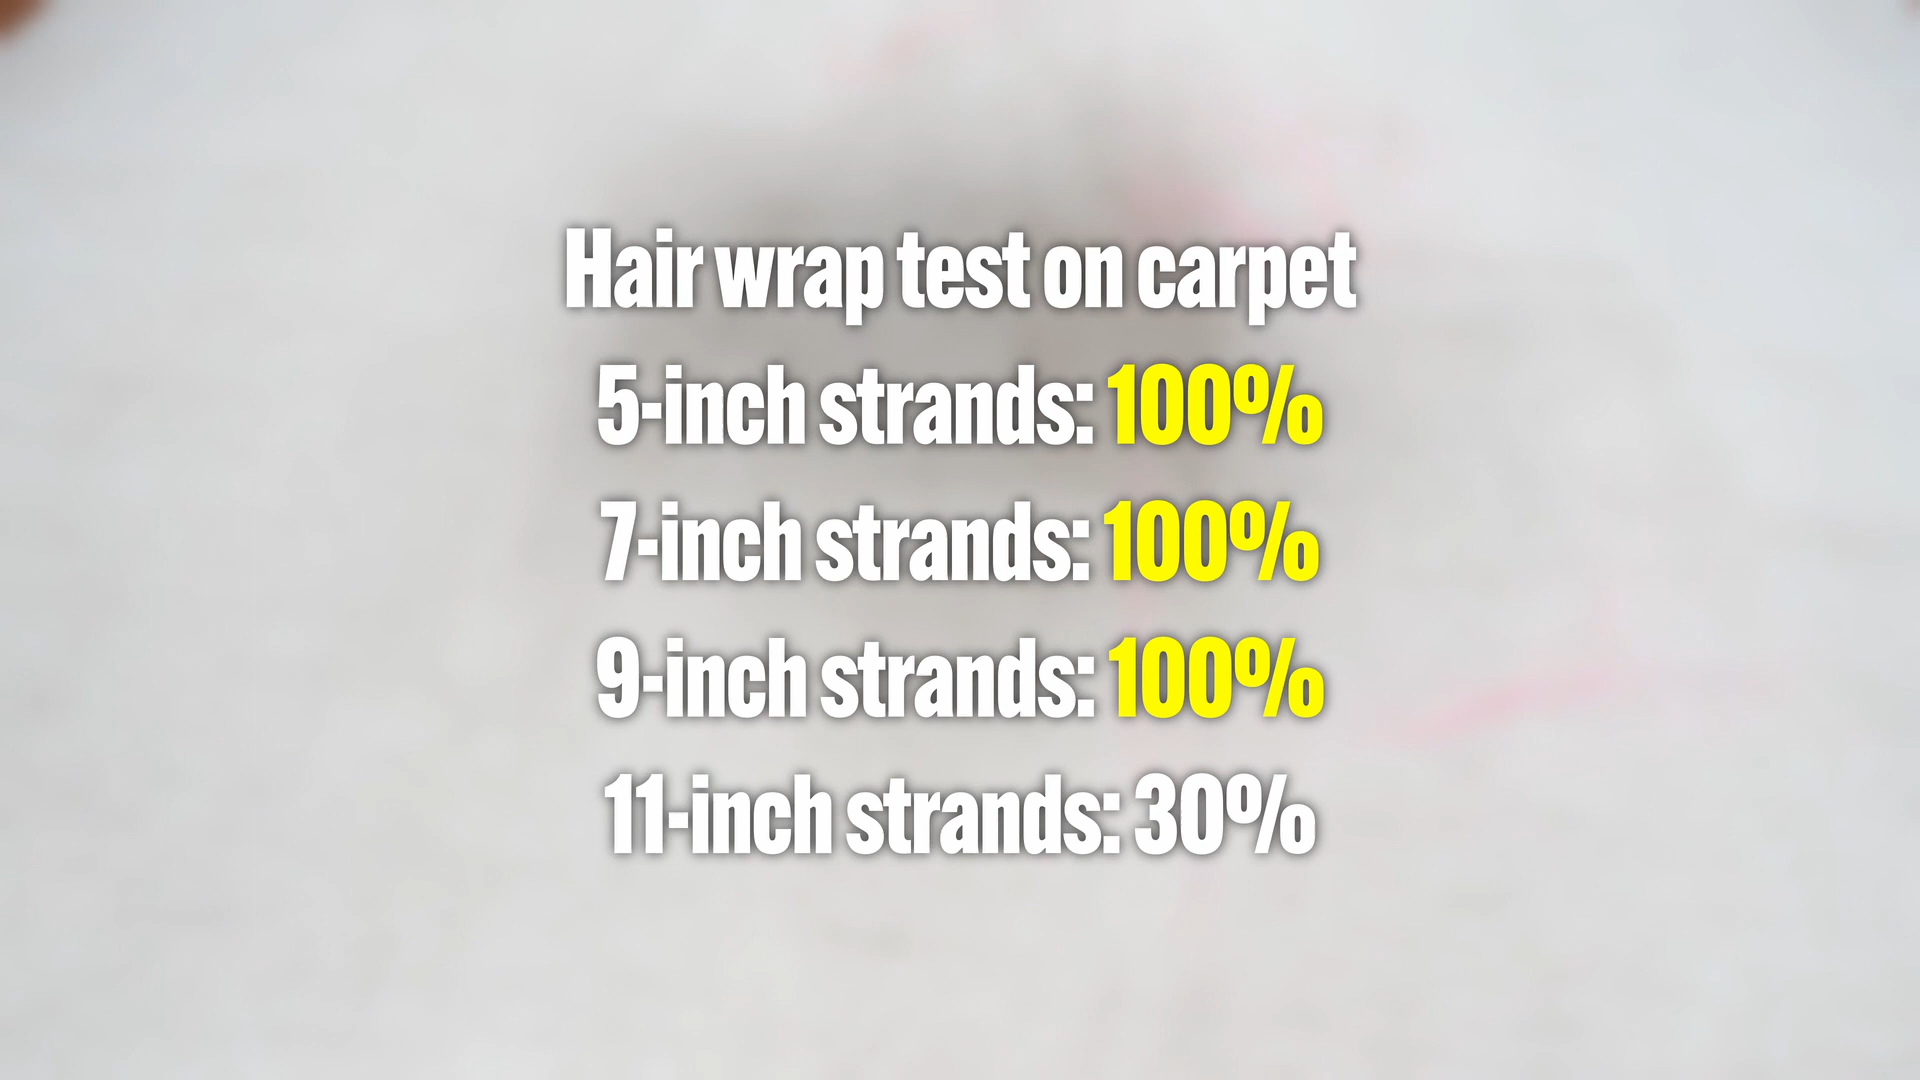 Hair wrap test on carpet
5-inch strands: 100%
7-inch strands: 100%
9-inch strands: 100%
11-inch strands: 30%